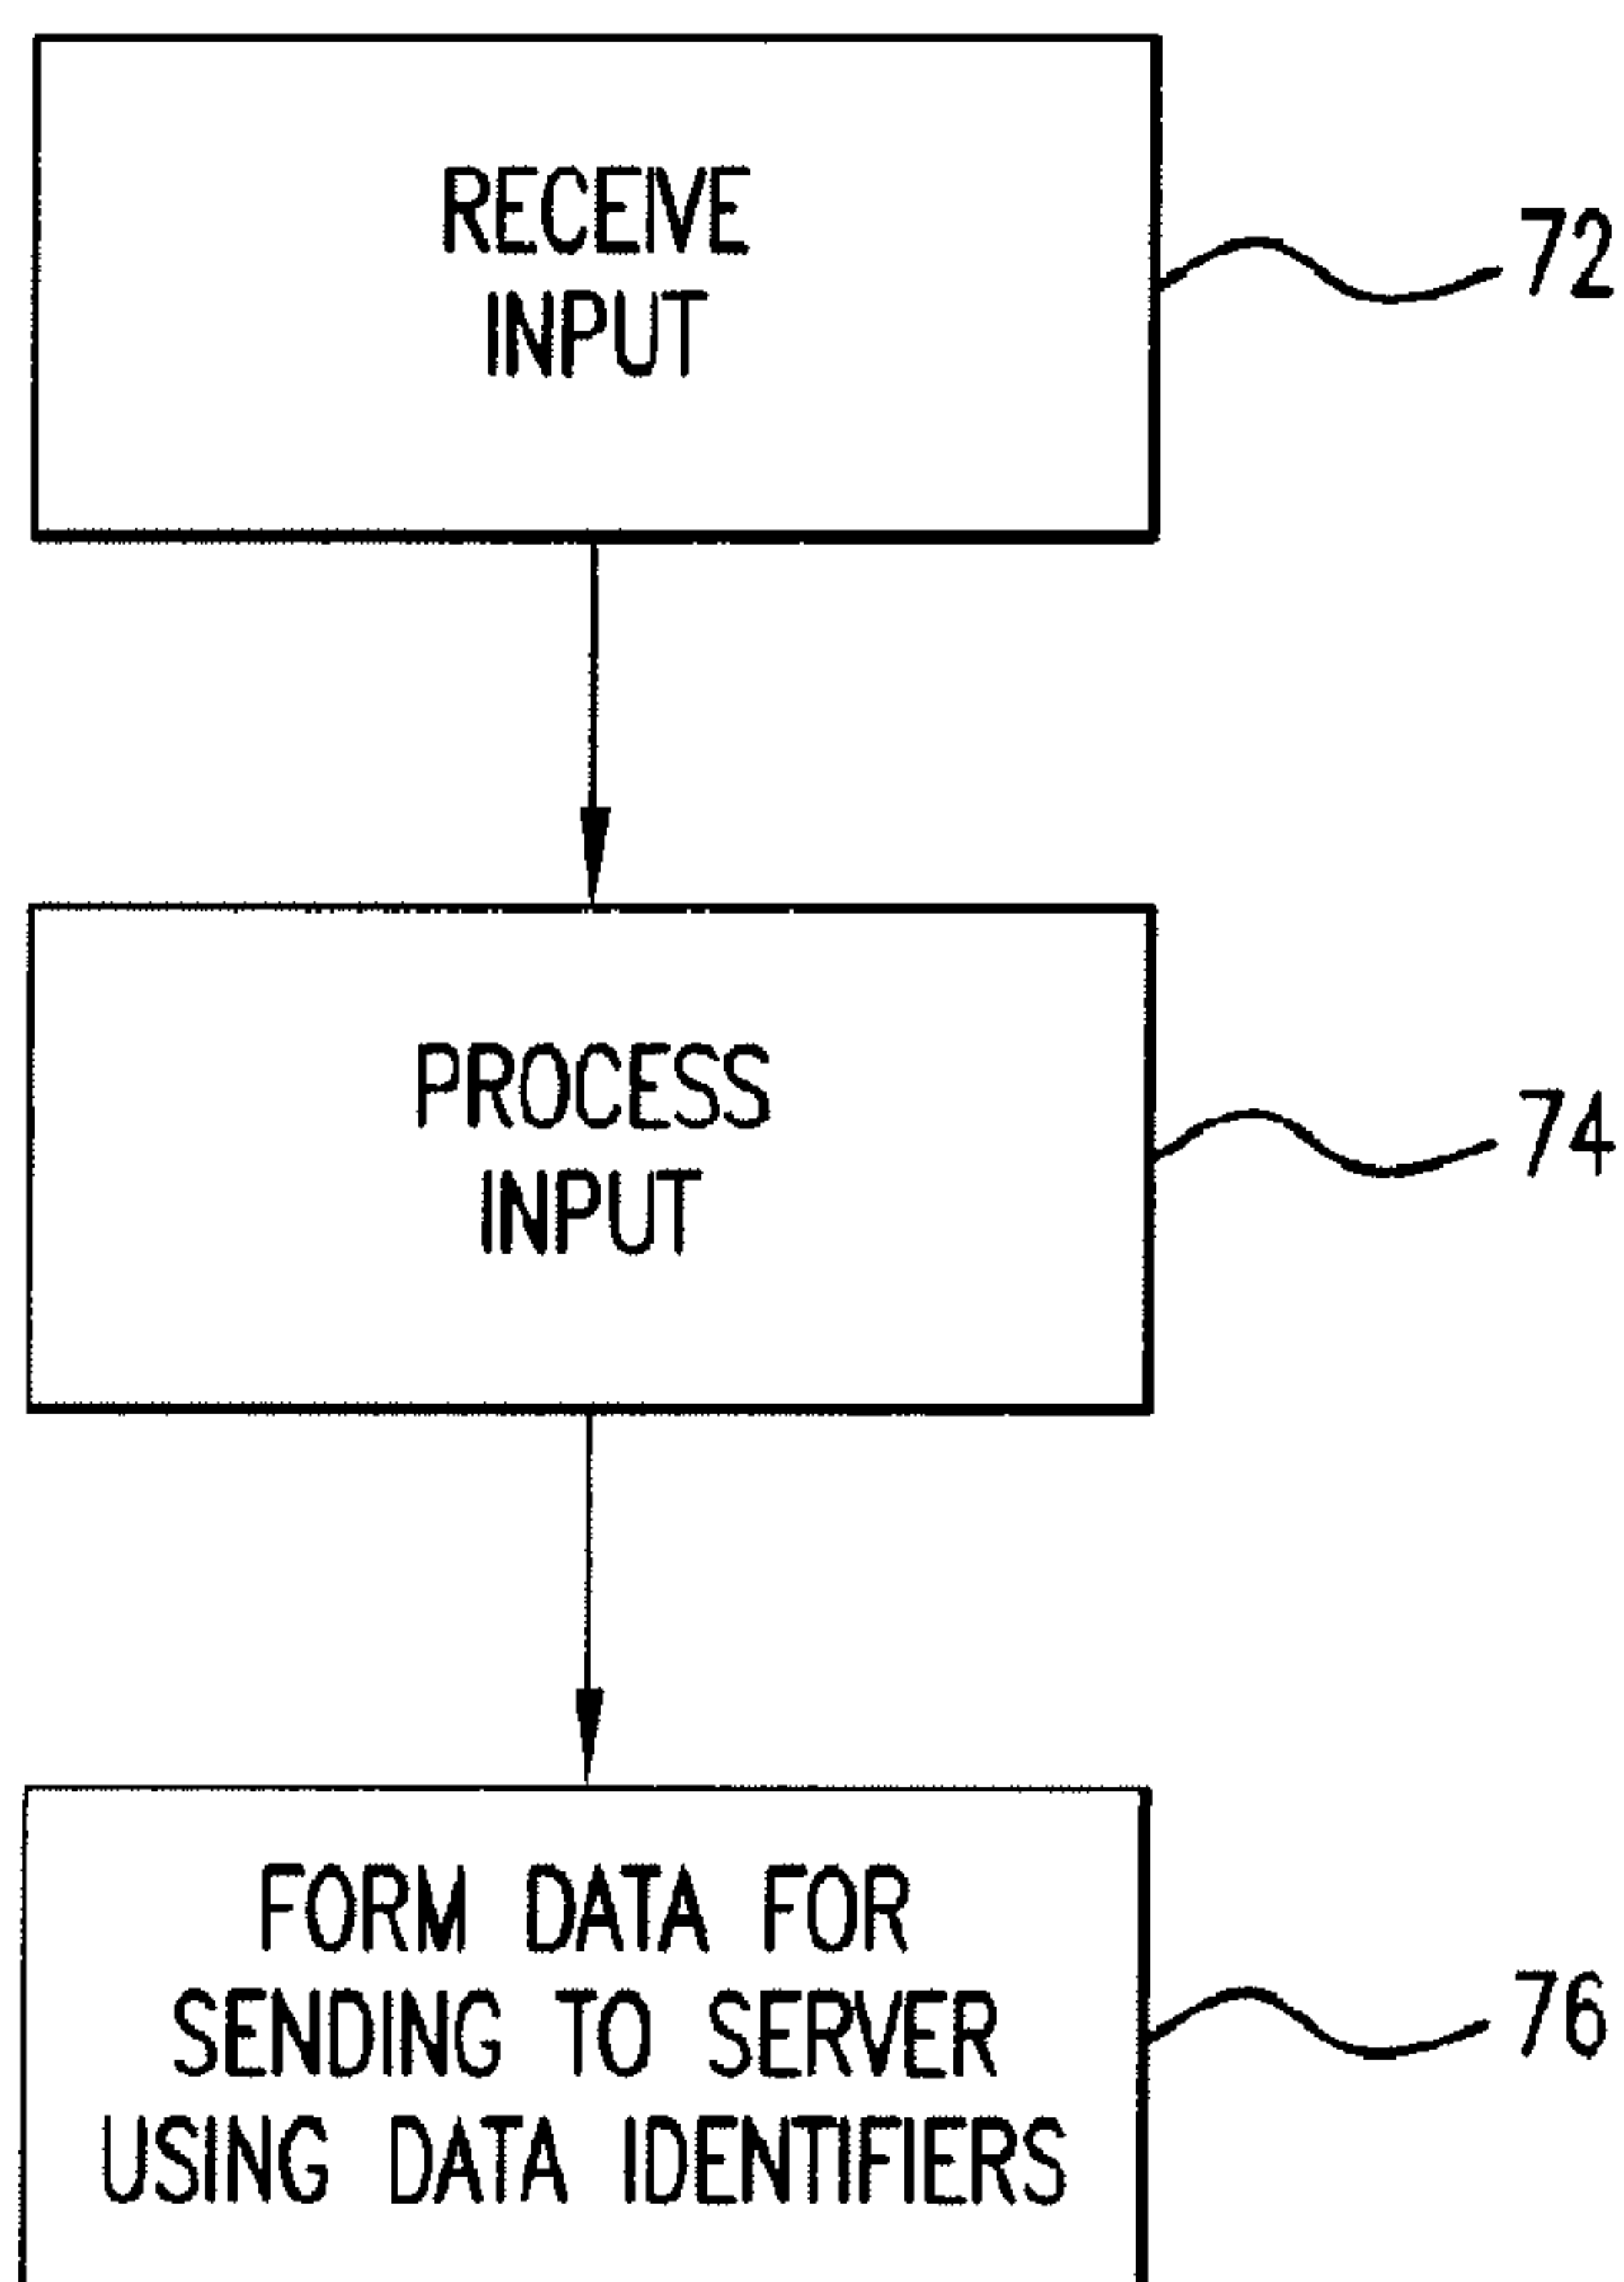 RECEIVE
INPUT
72
PROCESS
INPUT
74
FORM DATA FOR
SENDING TO SERVER
USING DATA IDENTIFIERS
76